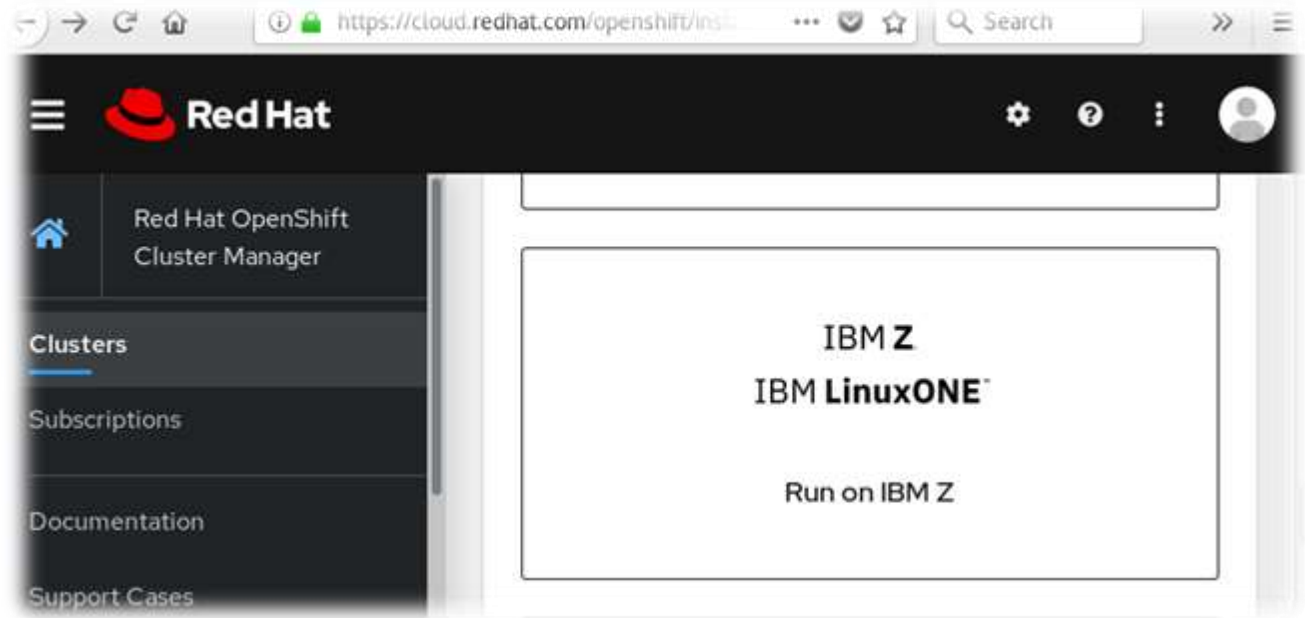 https://cloud.redhat.com/openshift/ins
Search
Red Hat
Red Hat OpenShift
Cluster Manager
Clusters
Subscriptions
Documentation
Support Cases
IBM Z
IBM LinuxONE™
Run on IBM Z